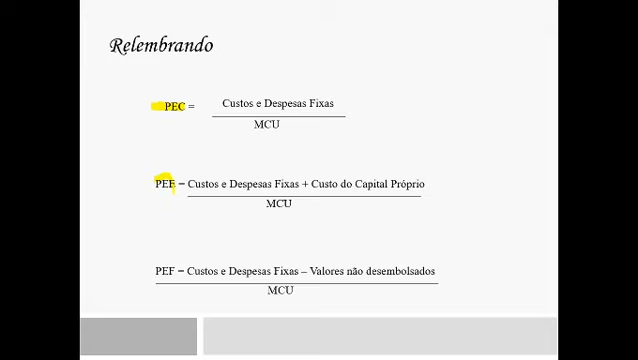 Relembrando
PEC =
Custos e Despesas Fixas
MCU
PEE = Custos e Despesas Fixas + Custo do Capital Próprio
MCU
PEF = Custos e Despesas Fixas – Valores não desembolsados
MCU